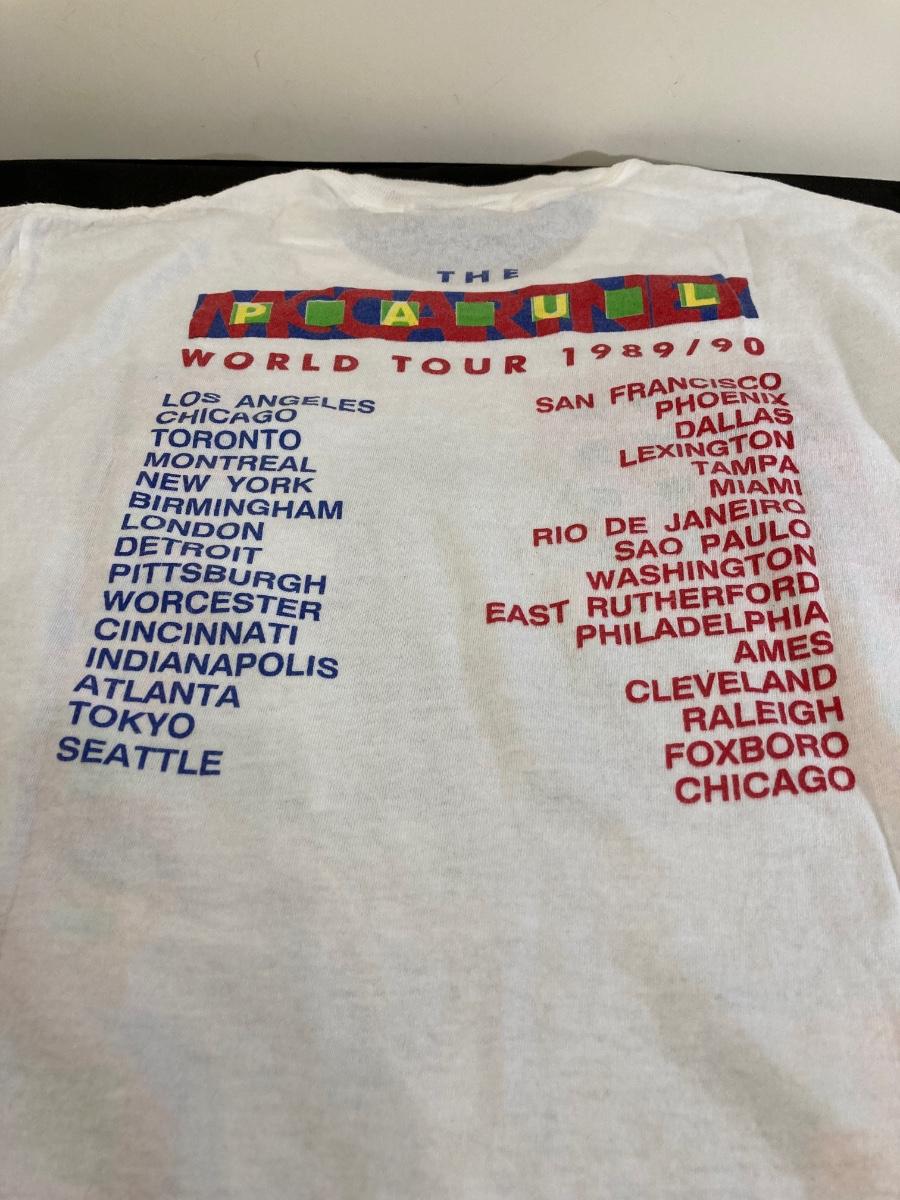 THE
PAUL
McCARTNEY
WORLD TOUR 1989/90
LOS ANGELES
CHICAGO
TORONTO
MONTREAL
NEW YORK
BIRMINGHAM
LONDON
DETROIT
PITTSBURGH
WORCESTER
CINCINNATI
INDIANAPOLIS
ATLANTA
TOKYO
SEATTLE
SAN FRANCISCO
PHOENIX
DALLAS
LEXINGTON
TAMPA
MIAMI
RIO DE JANEIRO
SAO PAULO
WASHINGTON
EAST RUTHERFORD
PHILADELPHIA
AMES
CLEVELAND
RALEIGH
FOXBORO
CHICAGO